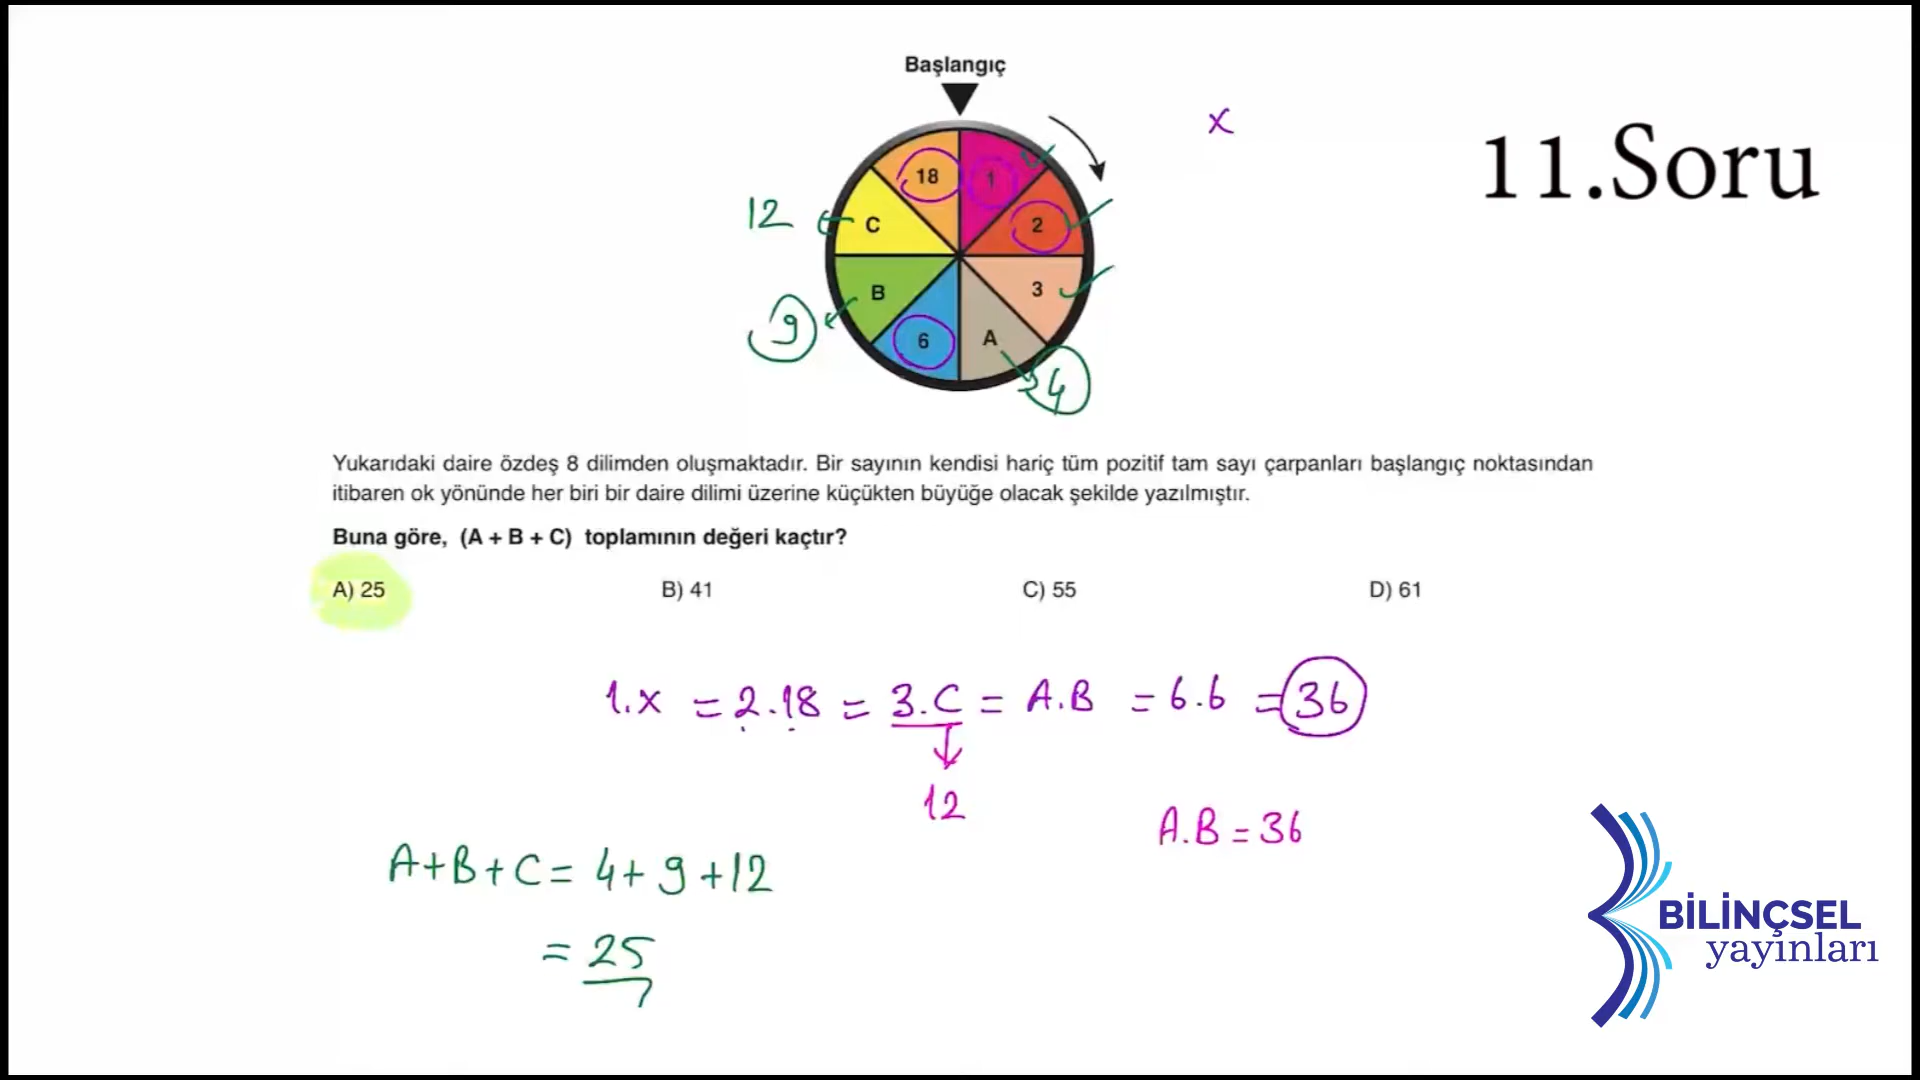 Başlangıç
x
11.Soru
18
1
12
C
2
B
3
9
6
A
4
Yukarıdaki daire özdeş 8 dilimden oluşmaktadır. Bir sayının kendisi hariç tüm pozitif tam sayı çarpanları başlangıç noktasından
itibaren ok yönünde her biri bir daire dilimi üzerine küçükten büyüğe olacak şekilde yazılmıştır.
Buna göre, (A + B + C) toplamının değeri kaçtır?
A) 25 B) 41 C) 55 D) 61
1.x = 2.18 = 3.C = A.B = 6.6 = 36
12
A.B = 36
A+B+C = 4+9+12
= 25
BİLİNÇSEL
yayınları